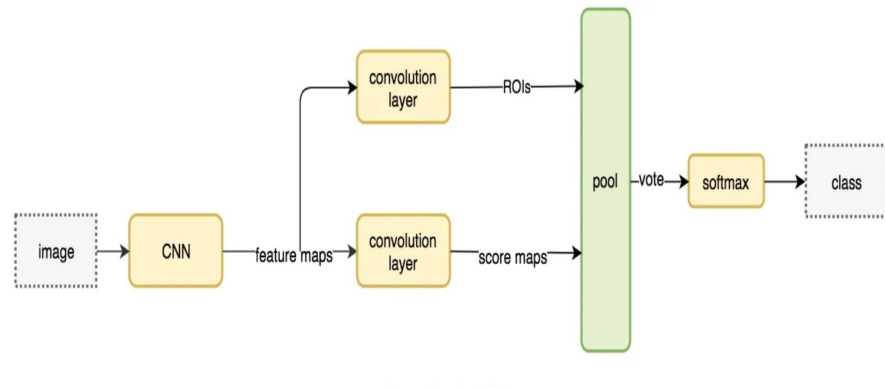 convolution
layer
ROIs
pool
vote
softmax
class
image
CNN
feature maps
convolution
layer
score maps